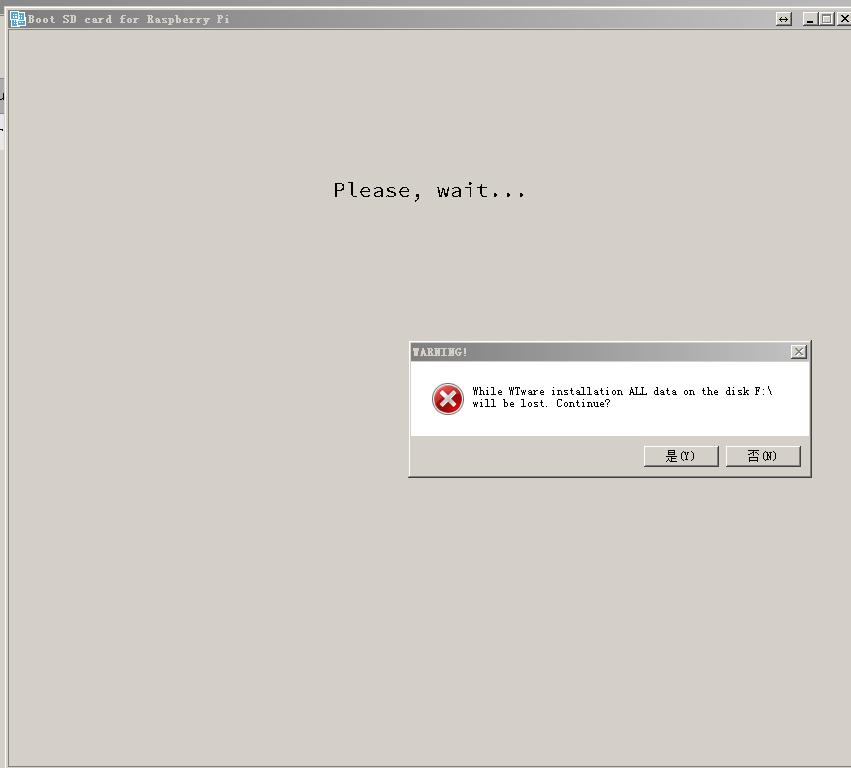 Boot SD card for Raspberry Pi
Please, wait...
WARNING!
While WTware installation ALL data on the disk F:\
will be lost. Continue?
是(Y)
否(N)